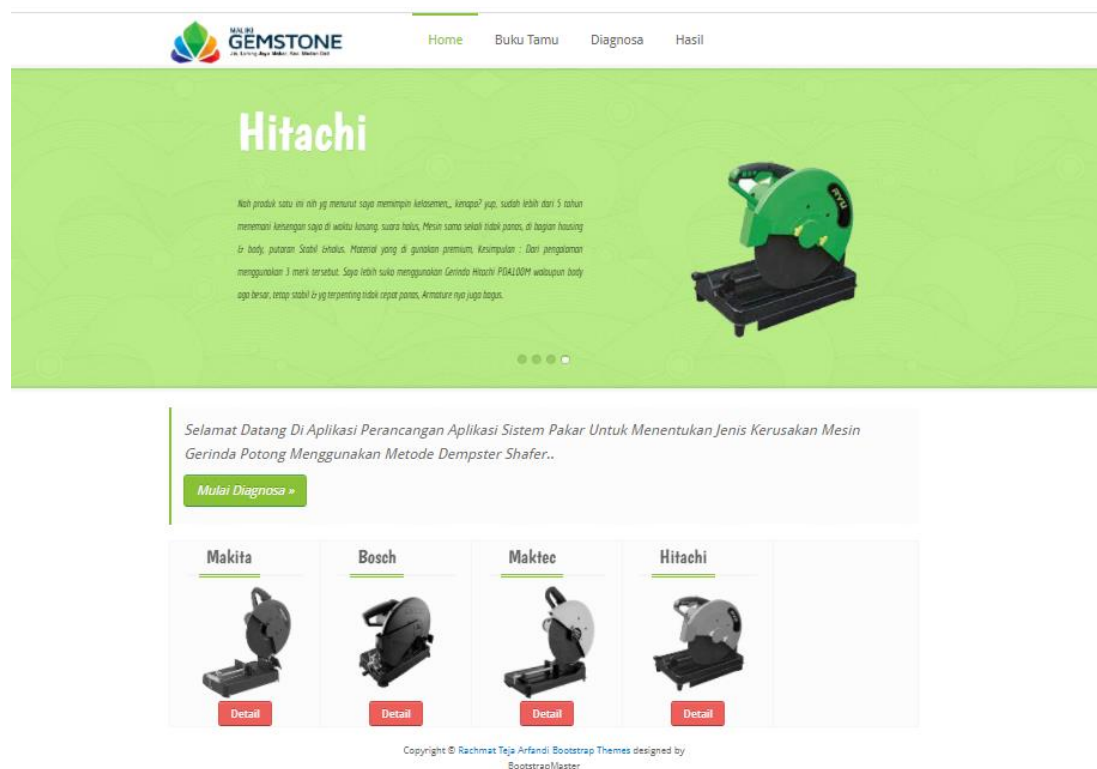 MALIKI
GEMSTONE
Home Buku Tamu Diagnosa Hasil
Hitachi
Nah produk satu ini nih yg menurut saya memimpin kelasemen,, kenapa? yup, sudah lebih dari 5 tahun
menemani keisengan saya di waktu kosong, suara halus, Mesin sama sekali tidak panas, di bagian housing
& body, putaran Stabil &halus. Material yang di gunakan premium, Kesimpulan : Dari pengalaman
menggunakan 3 merk tersebut. Saya lebih suka menggunakan Gerinda Hitachi PDA100M walaupun body
aga besar, tetap stabil & yg terpenting tidak cepat panas, Armature nya juga bagus.
RYU
Selamat Datang Di Aplikasi Perancangan Aplikasi Sistem Pakar Untuk Menentukan Jenis Kerusakan Mesin
Gerinda Potong Menggunakan Metode Dempster Shafer..
Mulai Diagnosa »
Makita Bosch Maktec Hitachi
Detail Detail Detail Detail
Copyright © Rachmat Teja Arfandi Bootstrap Themes designed by
BootstrapMaster